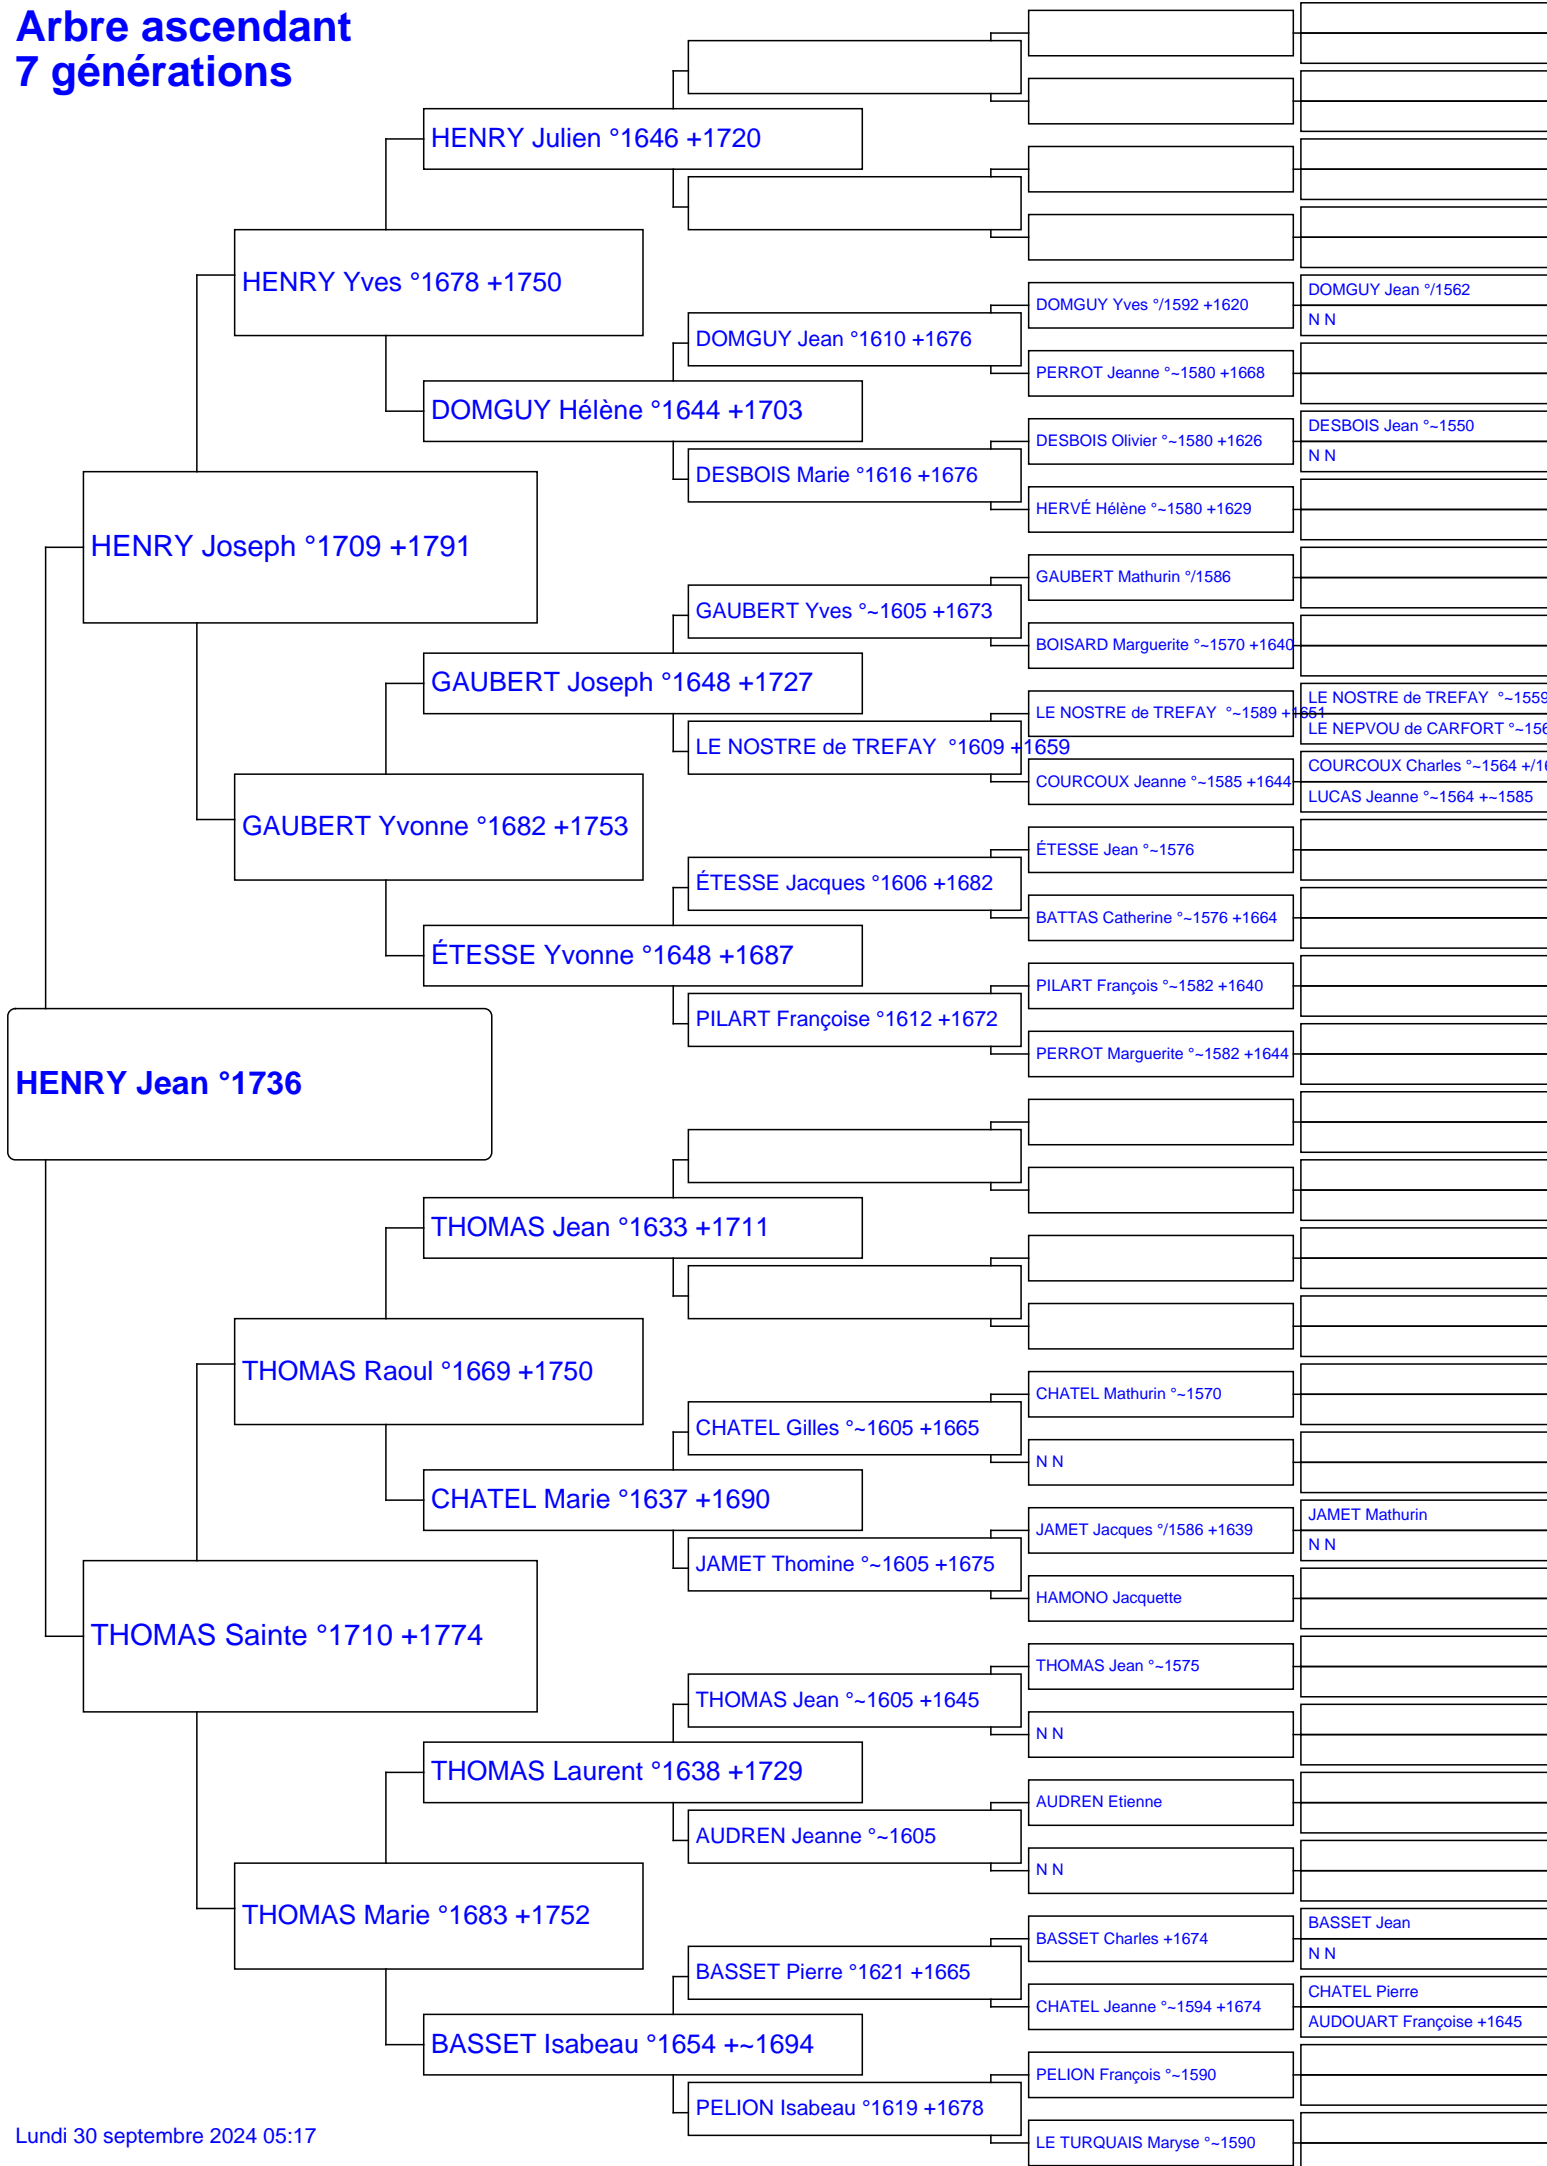 Arbre ascendant
7 générations
HENRY Julien °1646 +1720
HENRY Yves °1678 +1750
DOMGUY Yves °/1592 +1620
DOMGUY Jean °/1562
N N
DOMGUY Jean °1610 +1676
PERROT Jeanne °~1580 +1668
DOMGUY Hélène °1644 +1703
DESBOIS Olivier °~1580 +1626
DESBOIS Jean °~1550
N N
DESBOIS Marie °1616 +1676
HERVÉ Hélène °~1580 +1629
HENRY Joseph °1709 +1791
GAUBERT Mathurin °/1586
GAUBERT Yves °~1605 +1673
BOISARD Marguerite °~1570 +1640
GAUBERT Joseph °1648 +1727
LE NOSTRE de TREFAY °~1589 +1651
LE NOSTRE de TREFAY °~1559
LE NEPVOU de CARFORT °~156
LE NOSTRE de TREFAY °1609 +1659
COURCOUX Jeanne °~1585 +1644
COURCOUX Charles °~1564 +/16
LUCAS Jeanne °~1564 +~1585
GAUBERT Yvonne °1682 +1753
ÉTESSE Jean °~1576
ÉTESSE Jacques °1606 +1682
BATTAS Catherine °~1576 +1664
ÉTESSE Yvonne °1648 +1687
PILART François °~1582 +1640
PILART Françoise °1612 +1672
PERROT Marguerite °~1582 +1644
HENRY Jean °1736
THOMAS Jean °1633 +1711
THOMAS Raoul °1669 +1750
CHATEL Mathurin °~1570
CHATEL Gilles °~1605 +1665
N N
CHATEL Marie °1637 +1690
JAMET Jacques °/1586 +1639
JAMET Mathurin
N N
JAMET Thomine °~1605 +1675
HAMONO Jacquette
THOMAS Sainte °1710 +1774
THOMAS Jean °~1575
THOMAS Jean °~1605 +1645
N N
THOMAS Laurent °1638 +1729
AUDREN Etienne
AUDREN Jeanne °~1605
N N
THOMAS Marie °1683 +1752
BASSET Charles +1674
BASSET Jean
N N
BASSET Pierre °1621 +1665
CHATEL Jeanne °~1594 +1674
CHATEL Pierre
AUDOUART Françoise +1645
BASSET Isabeau °1654 +~1694
PELION François °~1590
PELION Isabeau °1619 +1678
LE TURQUAIS Maryse °~1590
Lundi 30 septembre 2024 05:17